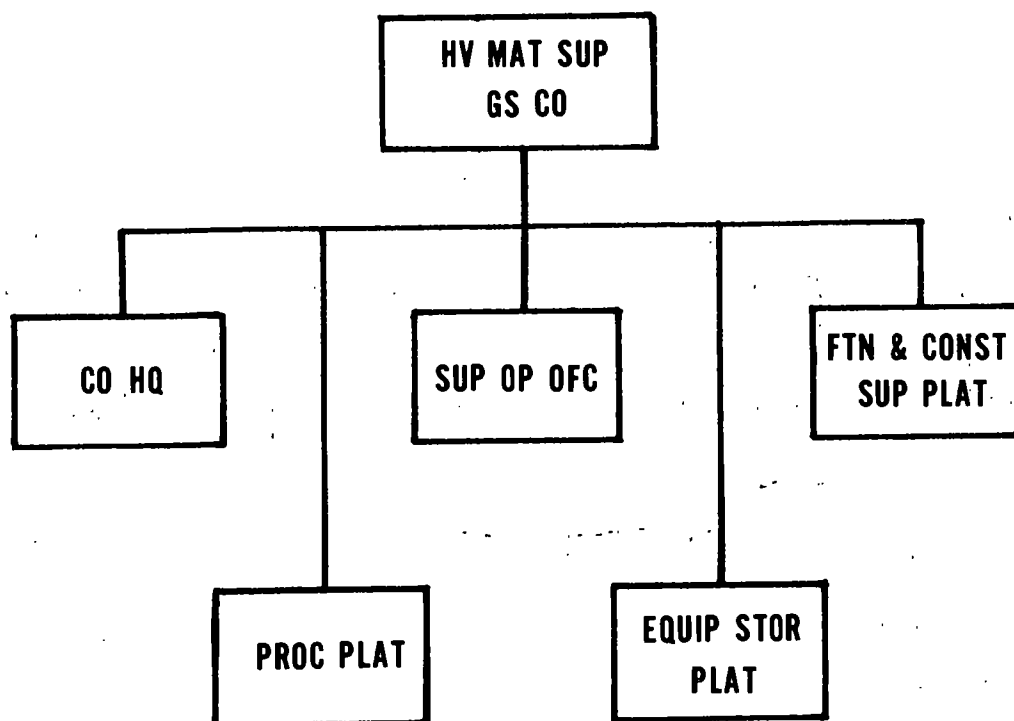 HV MAT SUP
GS CO
CO HQ
SUP OP OFC
FTN & CONST
SUP PLAT
PROC PLAT
EQUIP STOR
PLAT